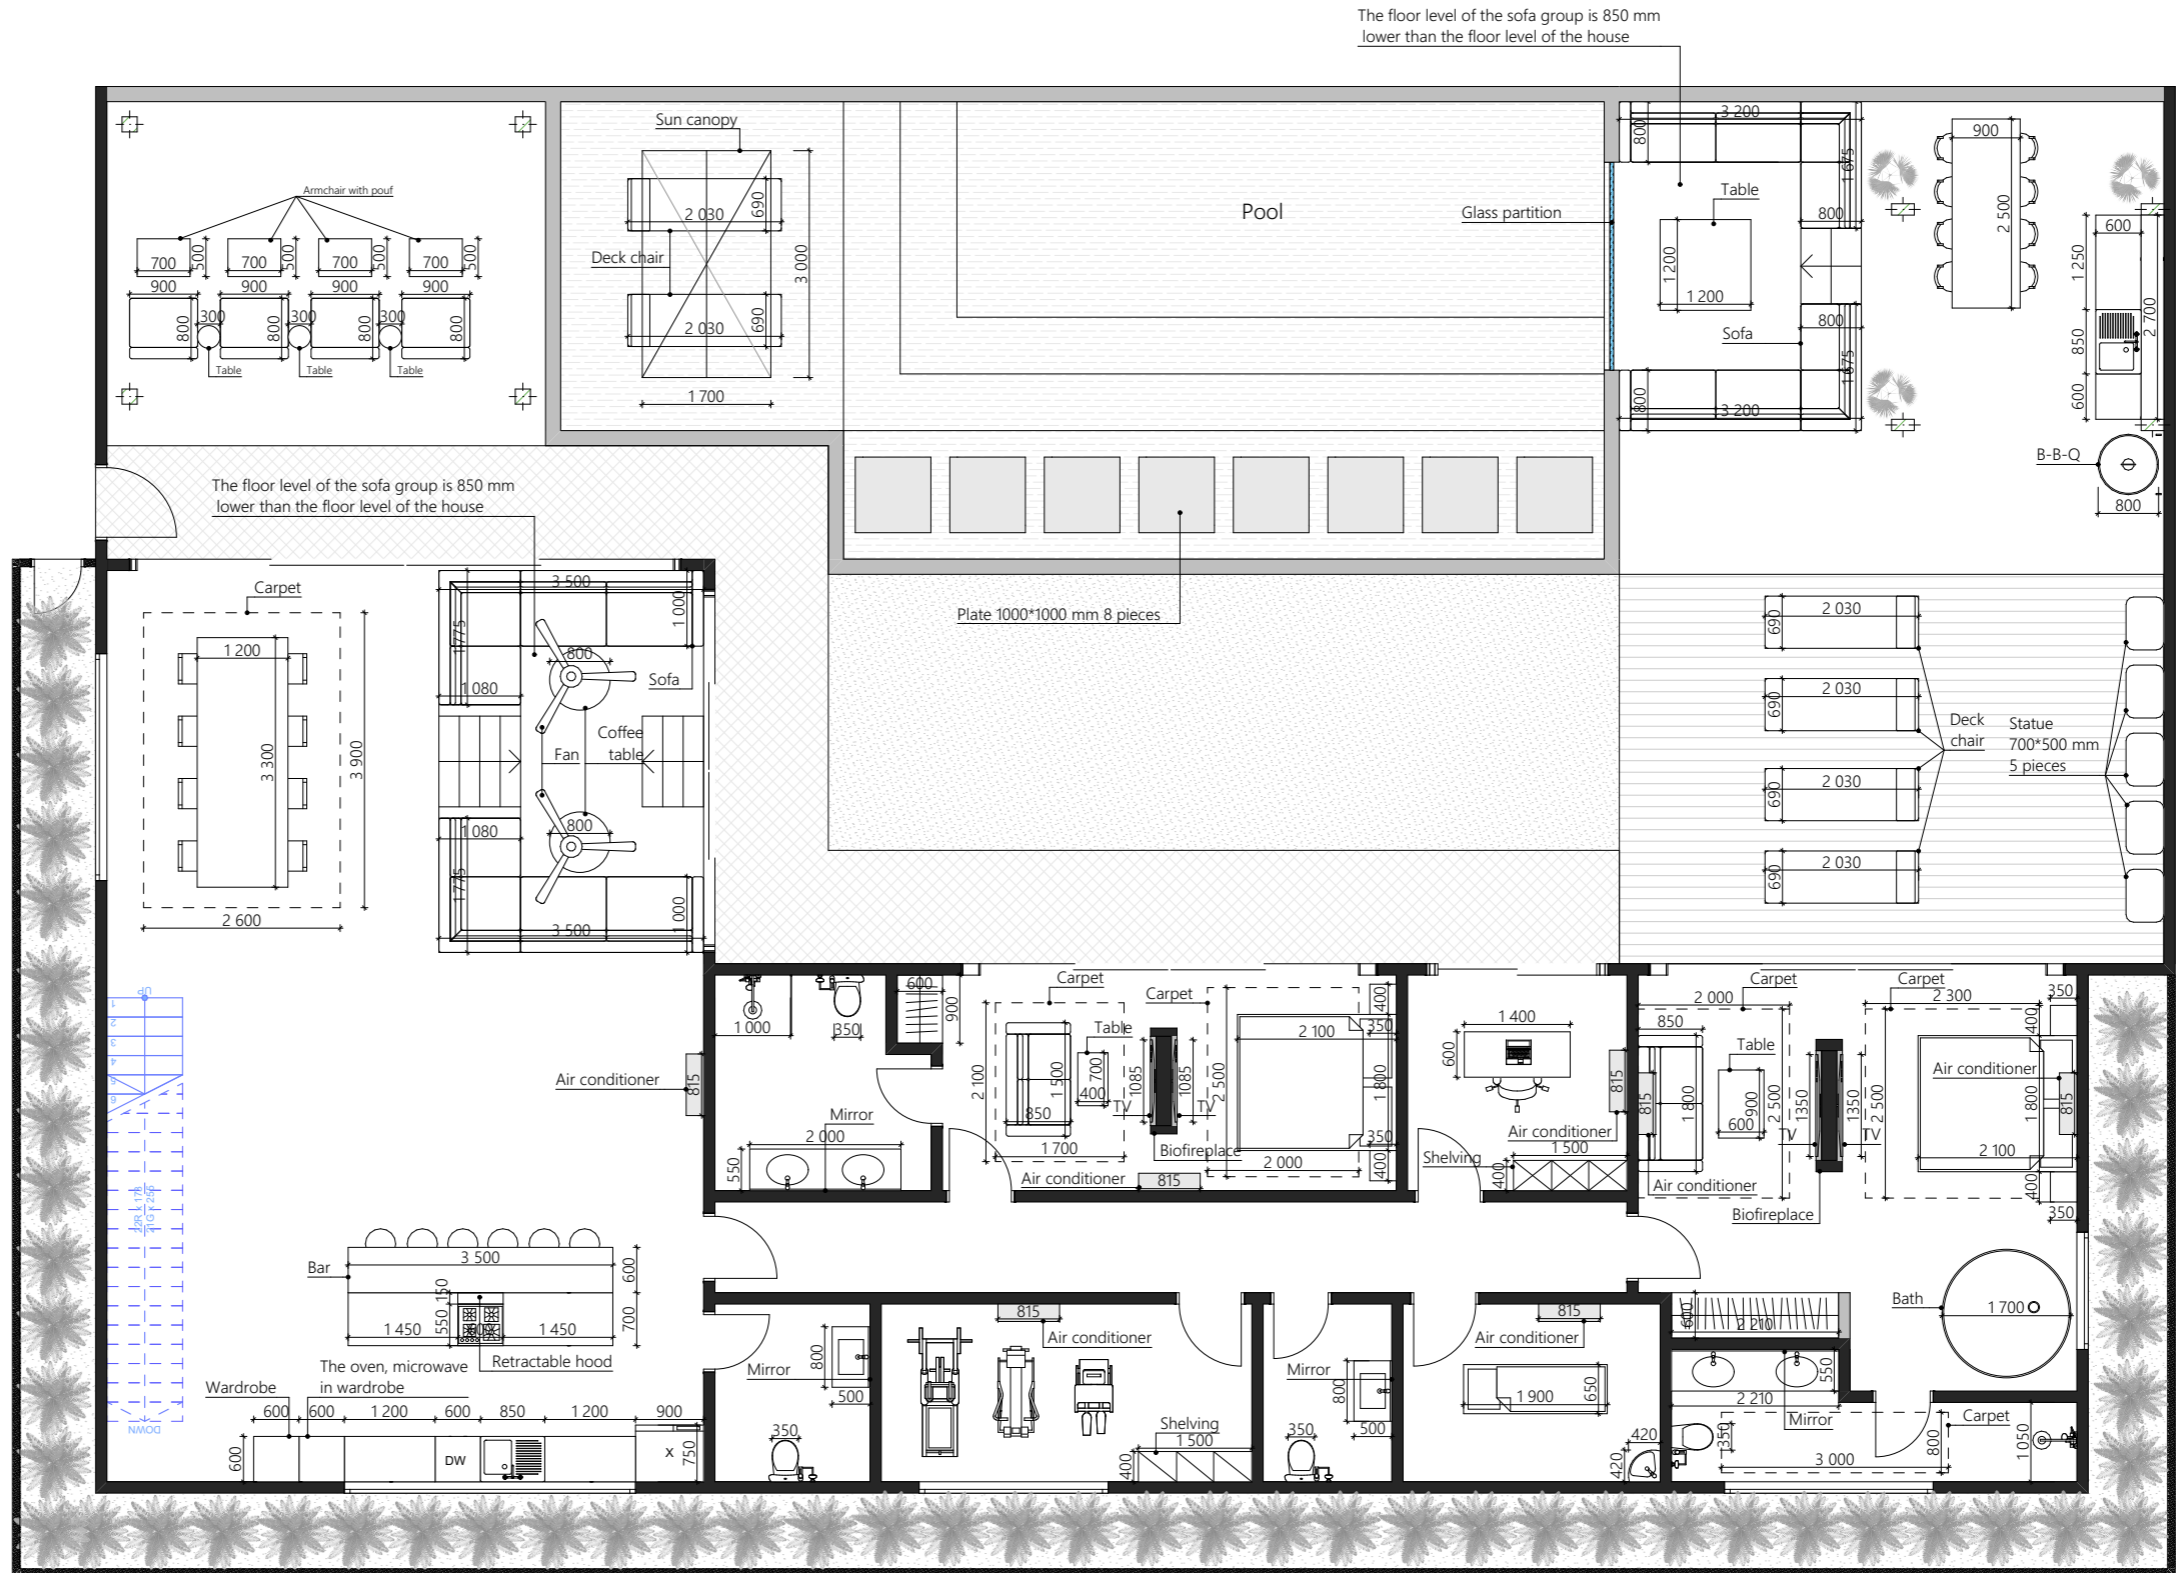 The floor level of the sofa group is 850 mm
lower than the floor level of the house
Sun canopy
Armchair with pouf
700
500
700
500
700
500
700
500
900
900
900
900
300
300
300
800
800
800
800
Table
Table
Table
2 030
690
Deck chair
3 000
2 030
690
1 700
Pool
Glass partition
3 200
800
1 675
Table
800
1 200
1 200
800
Sofa
1 675
800
3 200
900
2 500
600
1 250
2 700
850
600
B-B-Q
800
The floor level of the sofa group is 850 mm
lower than the floor level of the house
Plate 1000*1000 mm 8 pieces
Carpet
1 200
3 300
3 900
2 600
3 500
1 000
1 775
800
1 080
Sofa
Coffee
table
Fan
800
1 080
1 775
1 000
3 500
2 030
690
2 030
690
2 030
690
2 030
690
Deck
chair
Statue
700*500 mm
5 pieces
UP
1
2
3
4
5
6
22R x 173
21G x 250
DOWN
Air conditioner
815
1 000
350
600
900
Mirror
2 000
550
Carpet
Table
2 100
1 500
700
400
850
1 700
1085
1085
TV
TV
Biofireplace
Air conditioner
815
Carpet
2 500
2 100
400
350
1 800
350
400
2 000
1 400
600
815
Air conditioner
Shelving
1 500
400
Carpet
2 000
850
Table
815
1 800
900
600
2 500
1350
1350
TV
TV
Air conditioner
Biofireplace
Carpet
2 300
350
400
Air conditioner
2 500
1 800
815
2 100
400
350
Bath
1 700
Bar
3 500
600
150
550
600
1 450
1 450
700
Retractable hood
The oven, microwave
in wardrobe
Wardrobe
600
600
1 200
600
850
1 200
900
600
DW
X
750
Mirror
800
500
350
815
Air conditioner
Shelving
1 500
400
Mirror
800
500
350
815
Air conditioner
1 900
650
420
420
600
2 210
550
2 210
Mirror
Carpet
350
3 000
800
1 050